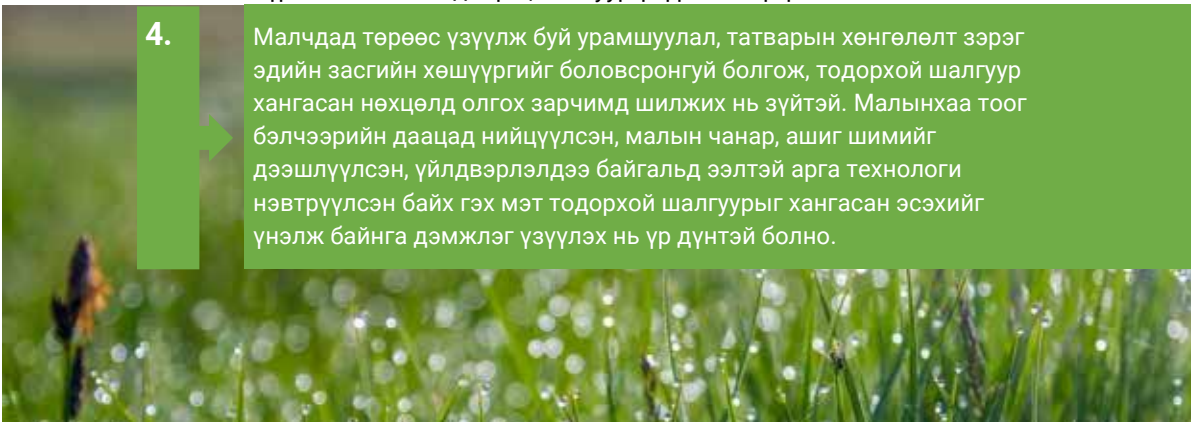 4.
Малчдад төрөөс үзүүлж буй урамшуулал, татварын хөнгөлөлт зэрэг
эдийн засгийн хөшүүргийг боловсронгуй болгож, тодорхой шалгуур
хангасан нөхцөлд олгох зарчимд шилжих нь зүйтэй. Малынхаа тоог
бэлчээрийн даацад нийцүүлсэн, малын чанар, ашиг шимийг
дээшлүүлсэн, үйлдвэрлэлдээ байгальд ээлтэй арга технологи
нэвтрүүлсэн байх гэх мэт тодорхой шалгуурыг хангасан эсэхийг
үнэлж байнга дэмжлэг үзүүлэх нь үр дүнтэй болно.